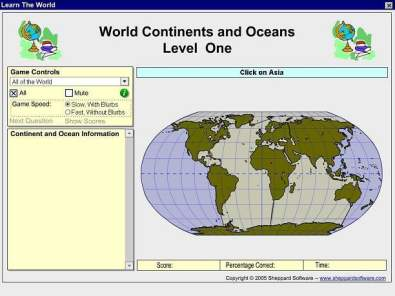 Learn The World
World Continents and Oceans
Level One
Game Controls
All of the World
All
Mute
Game Speed:
Slow, With Blurbs
Fast, Without Blurbs
Next Question
Show Scores
Continent and Ocean Information
Click on Asia
Score:
Percentage Correct:
Time:
Copyright © 2005 Sheppard Software -- www.sheppardsoftware.com